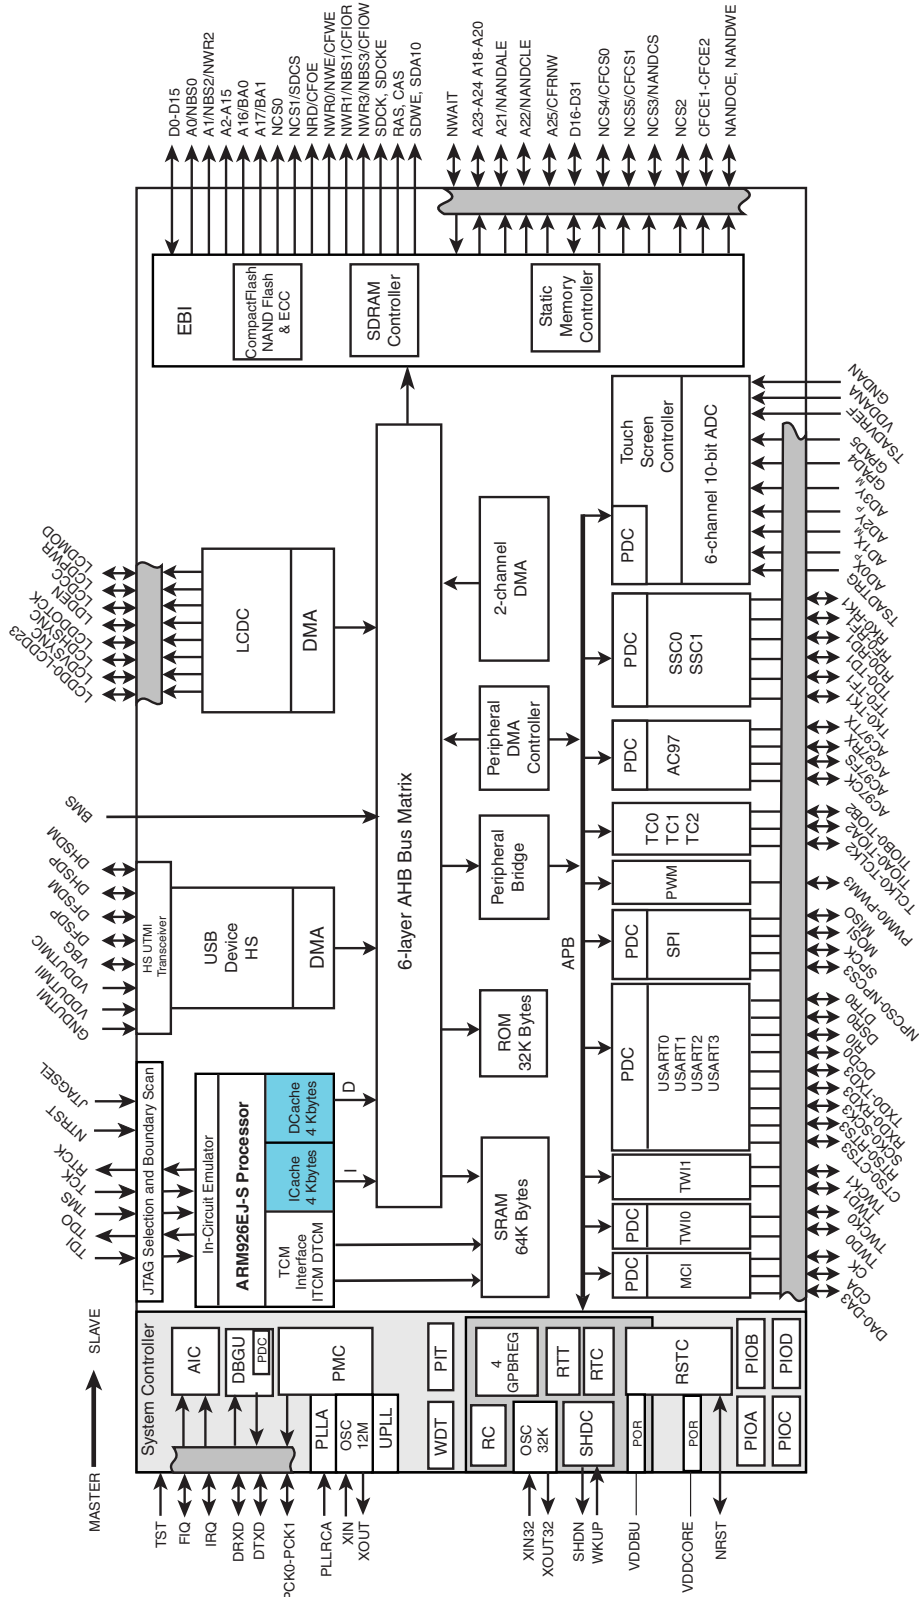 MASTER
SLAVE
TDI
TDO
TMS
TCK
RTCK
NTRST
JTAGSEL
GNDUTMI
VDDUTMII
VDDUTMIC
VBG
DFSDP
DFSDM
DHSDP
DHSDM
BMS
LCDD0-LCDD23
LCDVSYNC
LCDHSYNC
LCDDOTCK
LDDEN
LCDCC
LCDPWR
LCDMOD
D0-D15
A0/NBS0
A1/NBS2/NWR2
A2-A15
A16/BA0
A17/BA1
NCS0
NCS1/SDCS
NRD/CFOE
NWR0/NWE/CFWE
NWR1/NBS1/CFIOR
NWR3/NBS3/CFIOW
SDCK, SDCKE
RAS, CAS
SDWE, SDA10
NWAIT
A23-A24 A18-A20
A21/NANDALE
A22/NANDCLE
A25/CFRNW
D16-D31
NCS4/CFCS0
NCS5/CFCS1
NCS3/NANDCS
NCS2
CFCE1-CFCE2
NANDOE, NANDWE
System Controller
TST
FIQ
IRQ
DRXD
DTXD
PCK0-PCK1
PLLRCA
XIN
XOUT
XIN32
XOUT32
SHDN
WKUP
VDDBU
VDDCORE
NRST
AIC
DBGU
PDC
PMC
PLLA
OSC
12M
UPLL
WDT
PIT
4
GPBREG
RC
OSC
32K
RTT
RTC
SHDC
RSTC
POR
POR
PIOA
PIOB
PIOC
PIOD
JTAG Selection and Boundary Scan
In-Circuit Emulator
ARM926EJ-S Processor
TCM
Interface
ITCM DTCM
ICache
4 Kbytes
DCache
4 Kbytes
I
D
HS UTMI
Transceiver
USB
Device
HS
DMA
LCDC
DMA
EBI
CompactFlash
NAND Flash
& ECC
SDRAM
Controller
Static
Memory
Controller
6-layer AHB Bus Matrix
SRAM
64K Bytes
ROM
32K Bytes
Peripheral
Bridge
Peripheral
DMA
Controller
2-channel
DMA
APB
PDC
MCI
PDC
TWI0
TWI1
PDC
USART0
USART1
USART2
USART3
PDC
SPI
PWM
TC0
TC1
TC2
PDC
AC97
PDC
SSC0
SSC1
PDC
Touch
Screen
Controller
6-channel 10-bit ADC
DA0-DA3
CDA
CK
TWD0
TWCK0
TWD1
TWCK1
CTS0-CTS3
RTS0-RTS3
SCK0-SCK3
RXD0-RXD3
TXD0-TXD3
DCD0
RI0
DSR0
DTR0
NPCS0-NPCS3
SPCK
MOSI
MISO
PWM0-PWM3
TCLK0-TCLK2
TIOA0-TIOA2
TIOB0-TIOB2
AC97CK
AC97FS
AC97RX
AC97TX
TK0-TK1
TF0-TF1
TD0-TD1
RD0-RD1
RF0-RF1
RK0-RK1
TSADTRG
AD0XP
AD1XM
AD2YP
AD3YM
GPAD4
GPAD5
TSADVREF
VDDANA
GNDAN